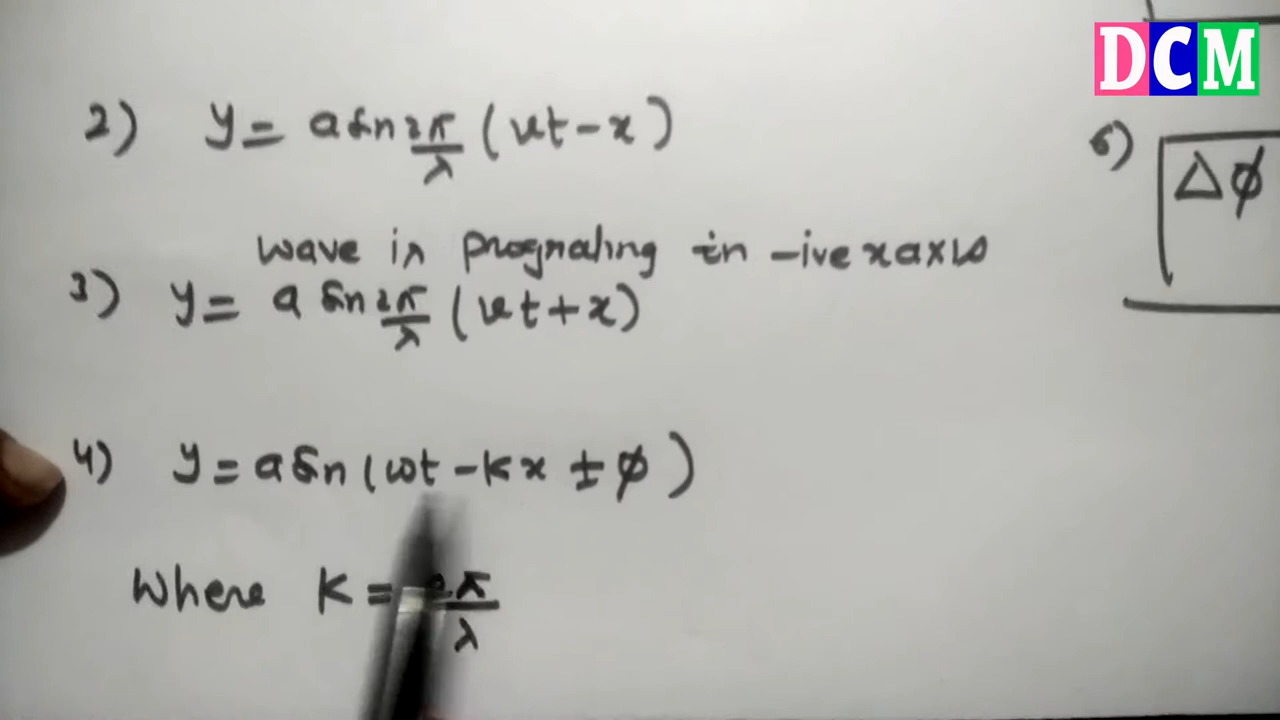 DCM
2) y = a sin 2π/λ (vt - x)
6) Δϕ
wave is in -ive x axis
3) y = a sin 2π/λ (vt + x)
4) y = a sin (ωt - kx ± ϕ)
Where K = 2π/λ